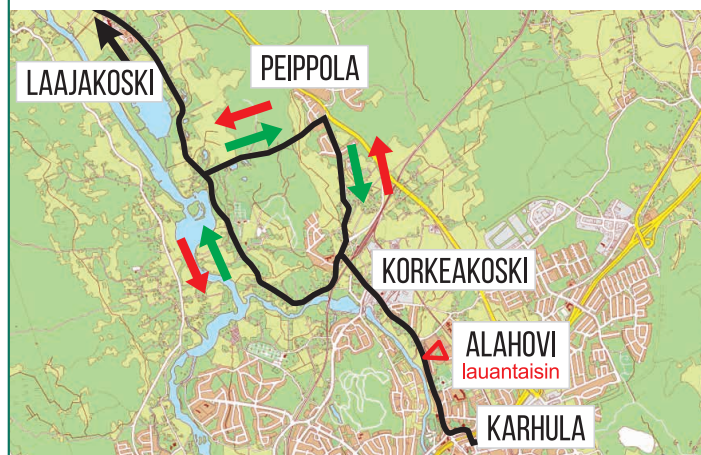 PEIPPOLA
LAAJAKOSKI
KORKEAKOSKI
ALAHOVI
lauantaisin
KARHULA